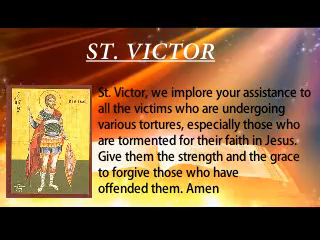 ST. VICTOR
St. Victor, we implore your assistance to
all the victims who are undergoing
various tortures, especially those who
are tormented for their faith in Jesus.
Give them the strength and the grace
to forgive those who have
offended them. Amen